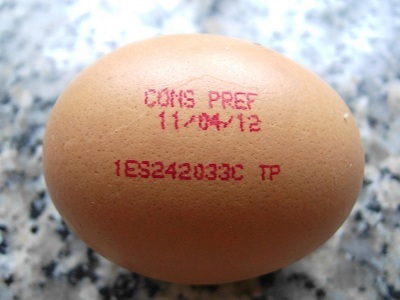 CONS PREF
11/04/12
1ES242033C TP